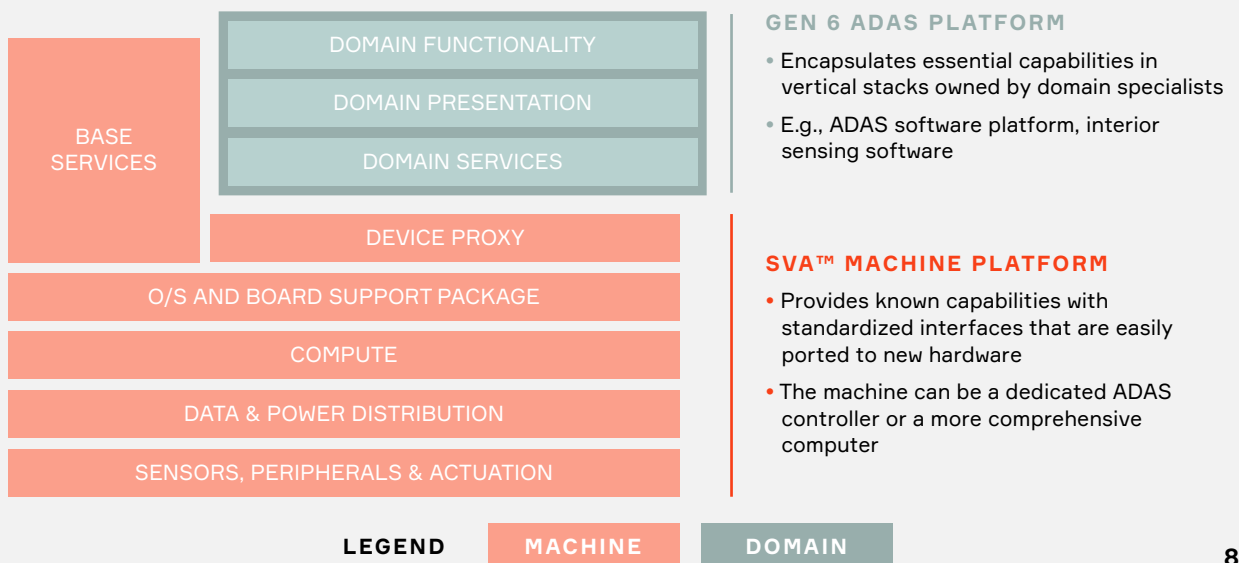 BASE
SERVICES
DOMAIN FUNCTIONALITY
DOMAIN PRESENTATION
DOMAIN SERVICES
DEVICE PROXY
O/S AND BOARD SUPPORT PACKAGE
COMPUTE
DATA & POWER DISTRIBUTION
SENSORS, PERIPHERALS & ACTUATION
GEN 6 ADAS PLATFORM
• Encapsulates essential capabilities in
vertical stacks owned by domain specialists
• E.g., ADAS software platform, interior
sensing software
SVA™ MACHINE PLATFORM
• Provides known capabilities with
standardized interfaces that are easily
ported to new hardware
• The machine can be a dedicated ADAS
controller or a more comprehensive
computer
LEGEND
MACHINE
DOMAIN
8